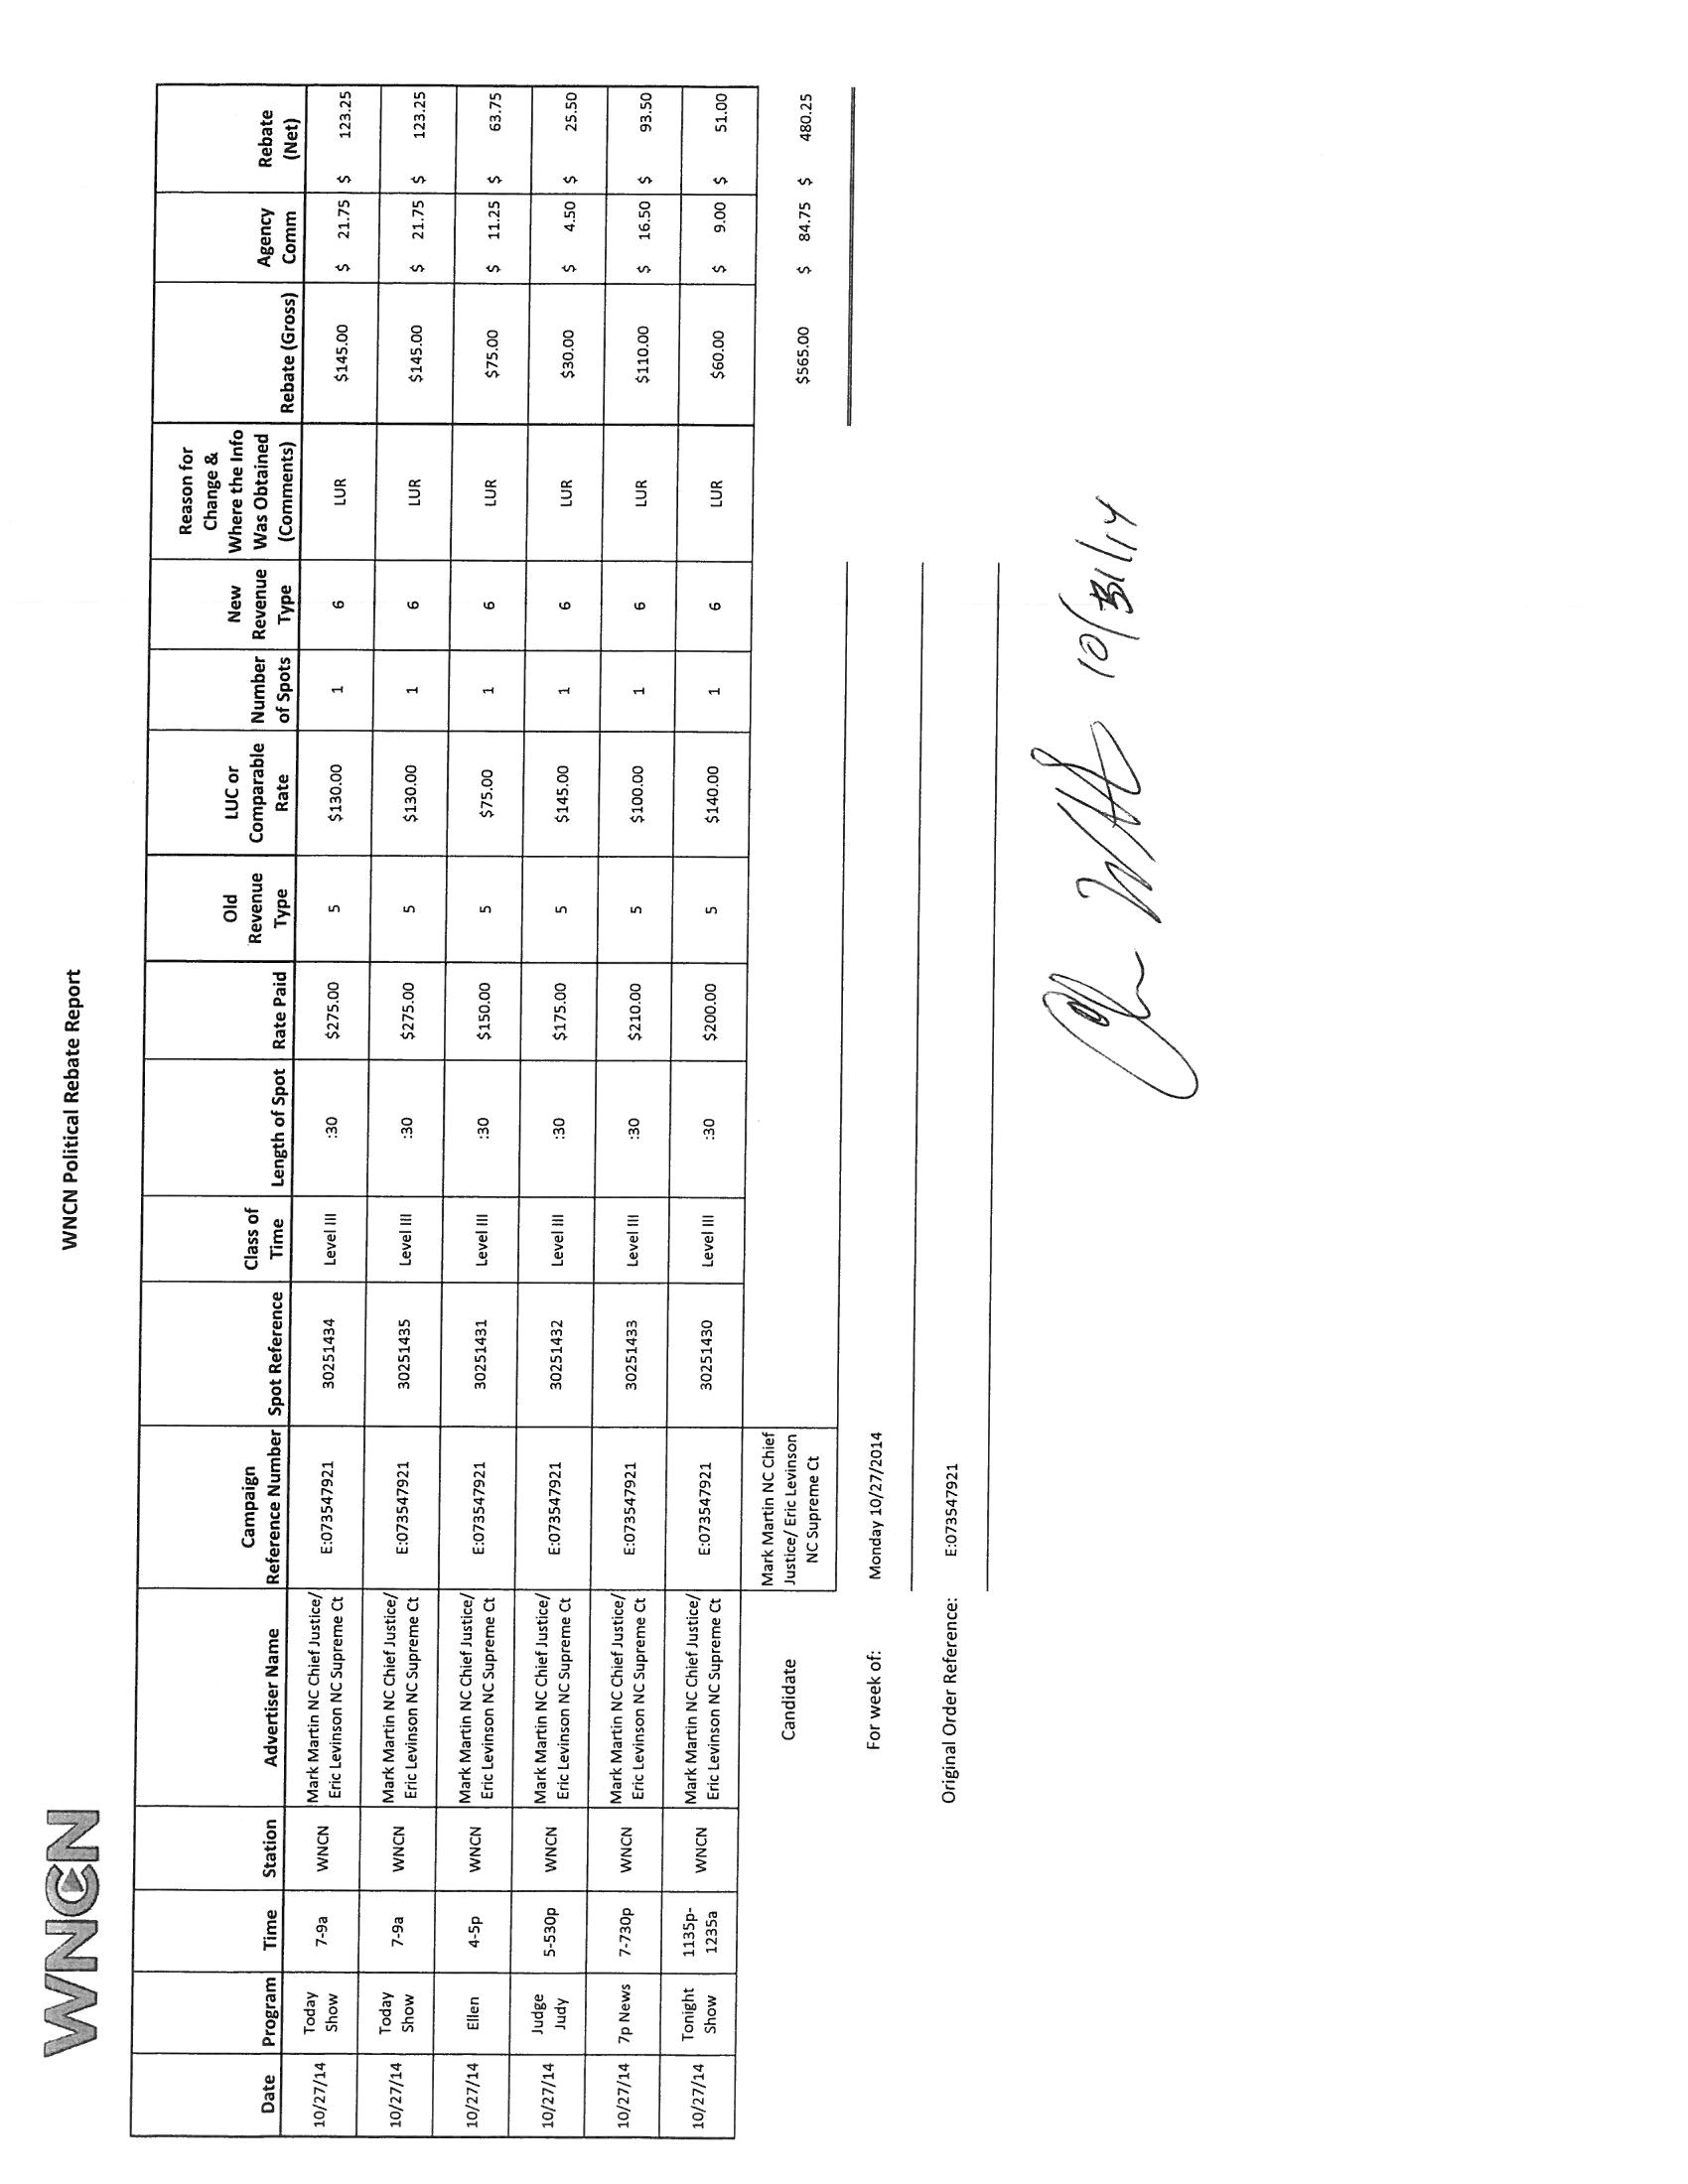 WNCN
WNCN Political Rebate Report
Date Program Time Station Advertiser Name Campaign Reference Number Spot Reference Class of Time Length of Spot Rate Paid Old Revenue Type LUC or Comparable Rate Number of Spots New Revenue Type Reason for Change & Where the Info Was Obtained (Comments) Rebate (Gross) Agency Comm Rebate (Net)
10/27/14 Today Show 7-9a WNCN Mark Martin NC Chief Justice/ Eric Levinson NC Supreme Ct E:073547921 30251434 Level III :30 $275.00 5 $130.00 1 6 LUR $145.00 $ 21.75 $ 123.25
10/27/14 Today Show 7-9a WNCN Mark Martin NC Chief Justice/ Eric Levinson NC Supreme Ct E:073547921 30251435 Level III :30 $275.00 5 $130.00 1 6 LUR $145.00 $ 21.75 $ 123.25
10/27/14 Ellen 4-5p WNCN Mark Martin NC Chief Justice/ Eric Levinson NC Supreme Ct E:073547921 30251431 Level III :30 $150.00 5 $75.00 1 6 LUR $75.00 $ 11.25 $ 63.75
10/27/14 Judge Judy 5-530p WNCN Mark Martin NC Chief Justice/ Eric Levinson NC Supreme Ct E:073547921 30251432 Level III :30 $175.00 5 $145.00 1 6 LUR $30.00 $ 4.50 $ 25.50
10/27/14 7p News 7-730p WNCN Mark Martin NC Chief Justice/ Eric Levinson NC Supreme Ct E:073547921 30251433 Level III :30 $210.00 5 $100.00 1 6 LUR $110.00 $ 16.50 $ 93.50
10/27/14 Tonight Show 1135p-1235a WNCN Mark Martin NC Chief Justice/ Eric Levinson NC Supreme Ct E:073547921 30251430 Level III :30 $200.00 5 $140.00 1 6 LUR $60.00 $ 9.00 $ 51.00
Candidate Mark Martin NC Chief Justice/ Eric Levinson NC Supreme Ct $565.00 $ 84.75 $ 480.25
For week of: Monday 10/27/2014
Original Order Reference: E:073547921
10/31/14